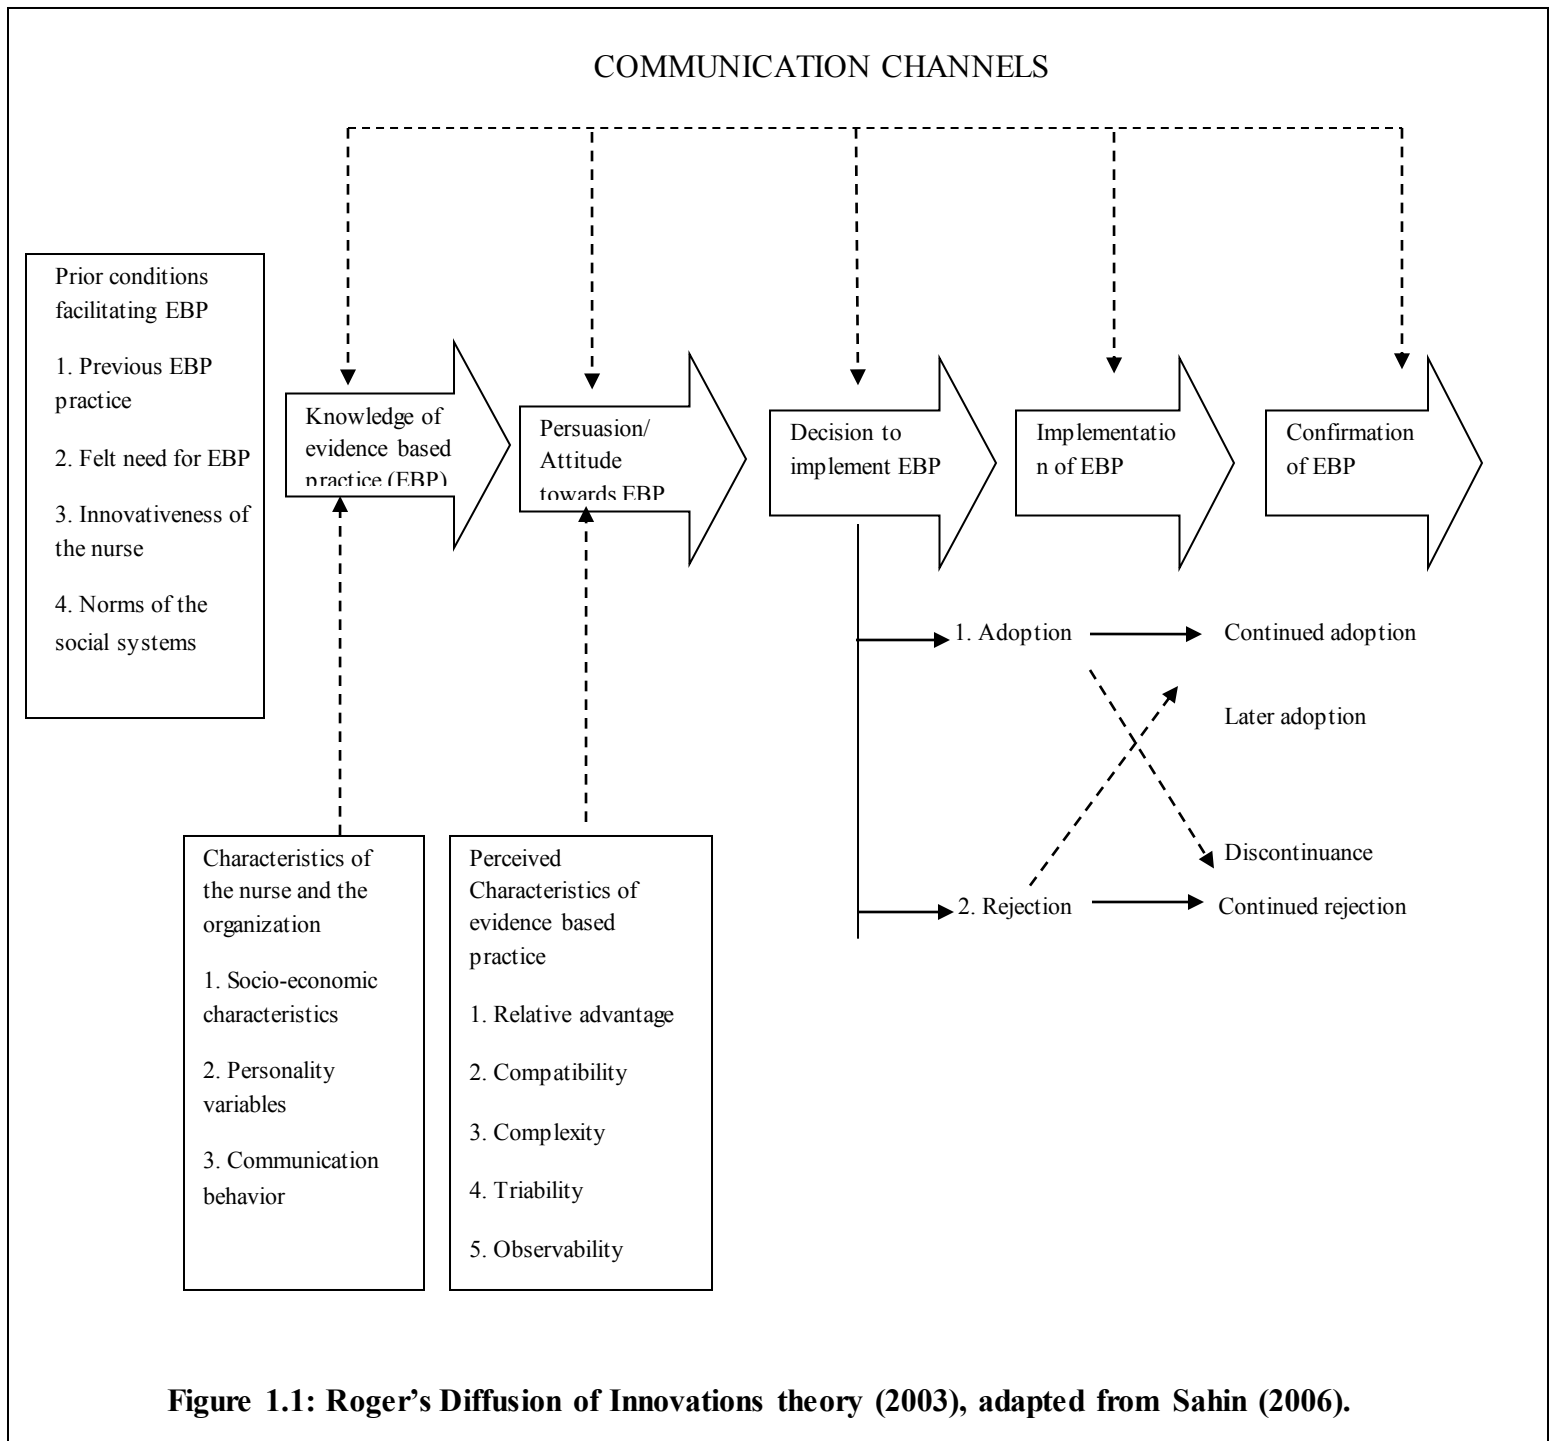 COMMUNICATION CHANNELS
Prior conditions
facilitating EBP
1. Previous EBP
practice
2. Felt need for EBP
3. Innovativeness of
the nurse
4. Norms of the
social systems
Knowledge of
evidence based
practice (EBP)
Persuasion/
Attitude
towards EBP
Decision to
implement EBP
Implementatio
n of EBP
Confirmation
of EBP
1. Adoption
Continued adoption
Later adoption
Discontinuance
2. Rejection
Continued rejection
Characteristics of
the nurse and the
organization
1. Socio-economic
characteristics
2. Personality
variables
3. Communication
behavior
Perceived
Characteristics of
evidence based
practice
1. Relative advantage
2. Compatibility
3. Complexity
4. Triability
5. Observability
Figure 1.1: Roger’s Diffusion of Innovations theory (2003), adapted from Sahin (2006).